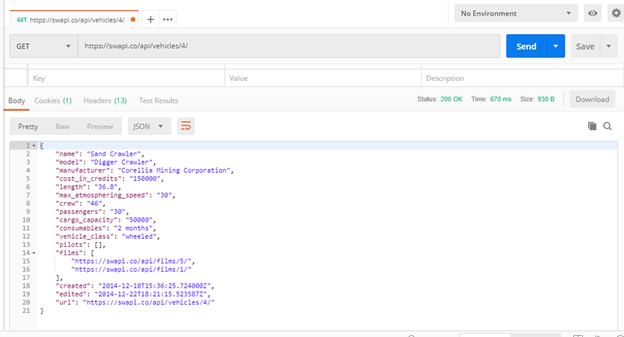 GET https://swapi.co/api/vehicles/4/ + ••• No Environment
GET https://swapi.co/api/vehicles/4/ Send Save
Key Value Description
Body Cookies (1) Headers (13) Test Results Status: 200 OK Time: 670 ms Size: 930 B Download
Pretty Raw Preview JSON
1 {
2 "name": "Sand Crawler",
3 "model": "Digger Crawler",
4 "manufacturer": "Corellia Mining Corporation",
5 "cost_in_credits": "150000",
6 "length": "36.8",
7 "max_atmosphering_speed": "30",
8 "crew": "46",
9 "passengers": "30",
10 "cargo_capacity": "50000",
11 "consumables": "2 months",
12 "vehicle_class": "wheeled",
13 "pilots": [],
14 "films": [
15 "https://swapi.co/api/films/5/",
16 "https://swapi.co/api/films/1/"
17 ],
18 "created": "2014-12-10T15:36:25.724000Z",
19 "edited": "2014-12-22T18:21:15.523587Z",
20 "url": "https://swapi.co/api/vehicles/4/"
21 }